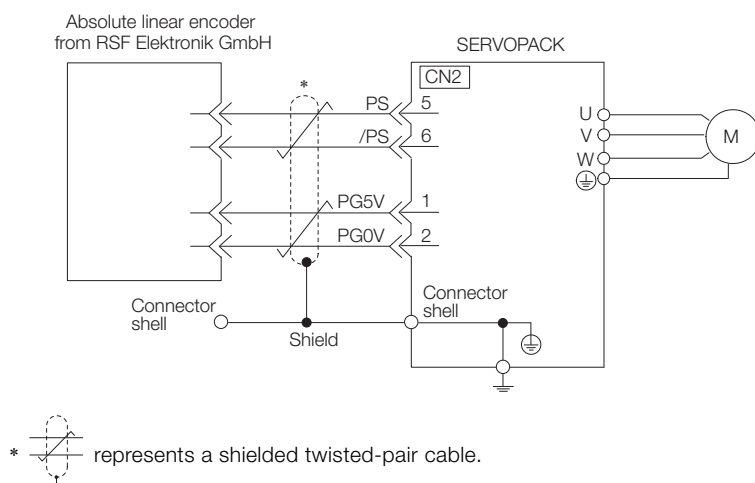 Absolute linear encoder
from RSF Elektronik GmbH
SERVOPACK
*
CN2
PS 5
/PS 6
PG5V 1
PG0V 2
U
V
W
M
Connector
shell
Shield
Connector
shell
* represents a shielded twisted-pair cable.